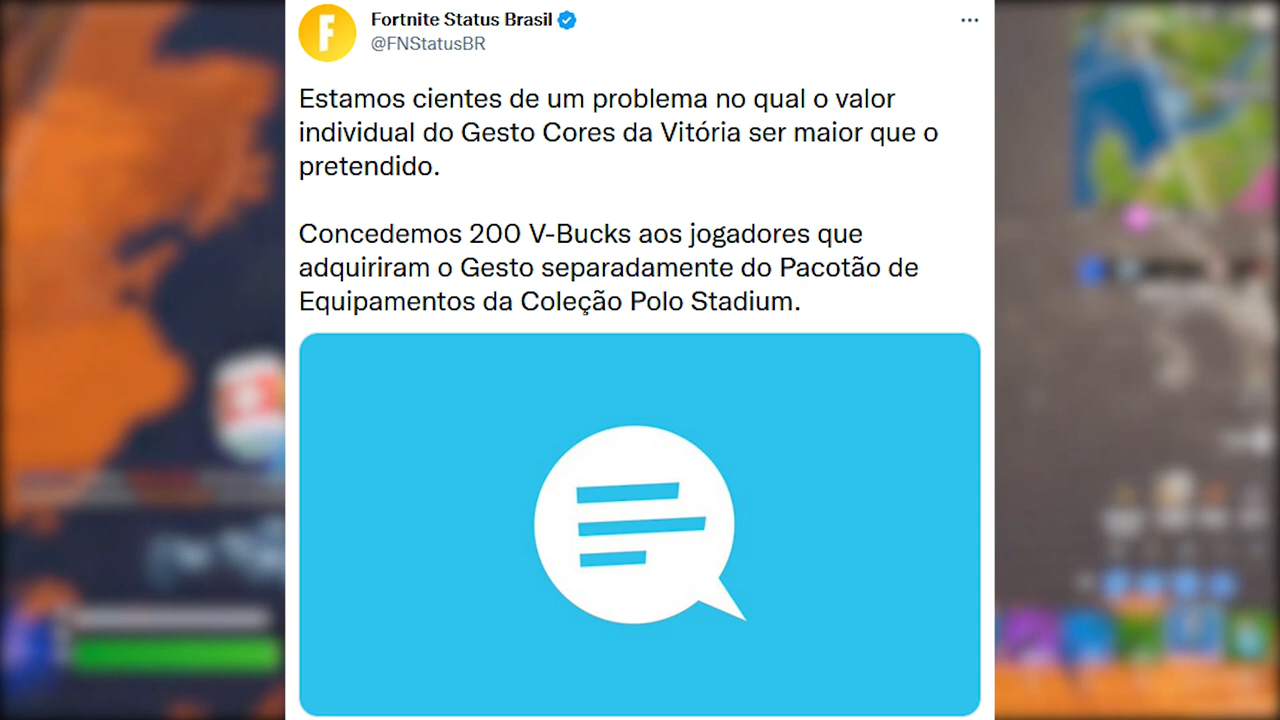 Fortnite Status Brasil
@FNStatusBR
Estamos cientes de um problema no qual o valor
individual do Gesto Cores da Vitória ser maior que o
pretendido.
Concedemos 200 V-Bucks aos jogadores que
adquiriram o Gesto separadamente do Pacotão de
Equipamentos da Coleção Polo Stadium.